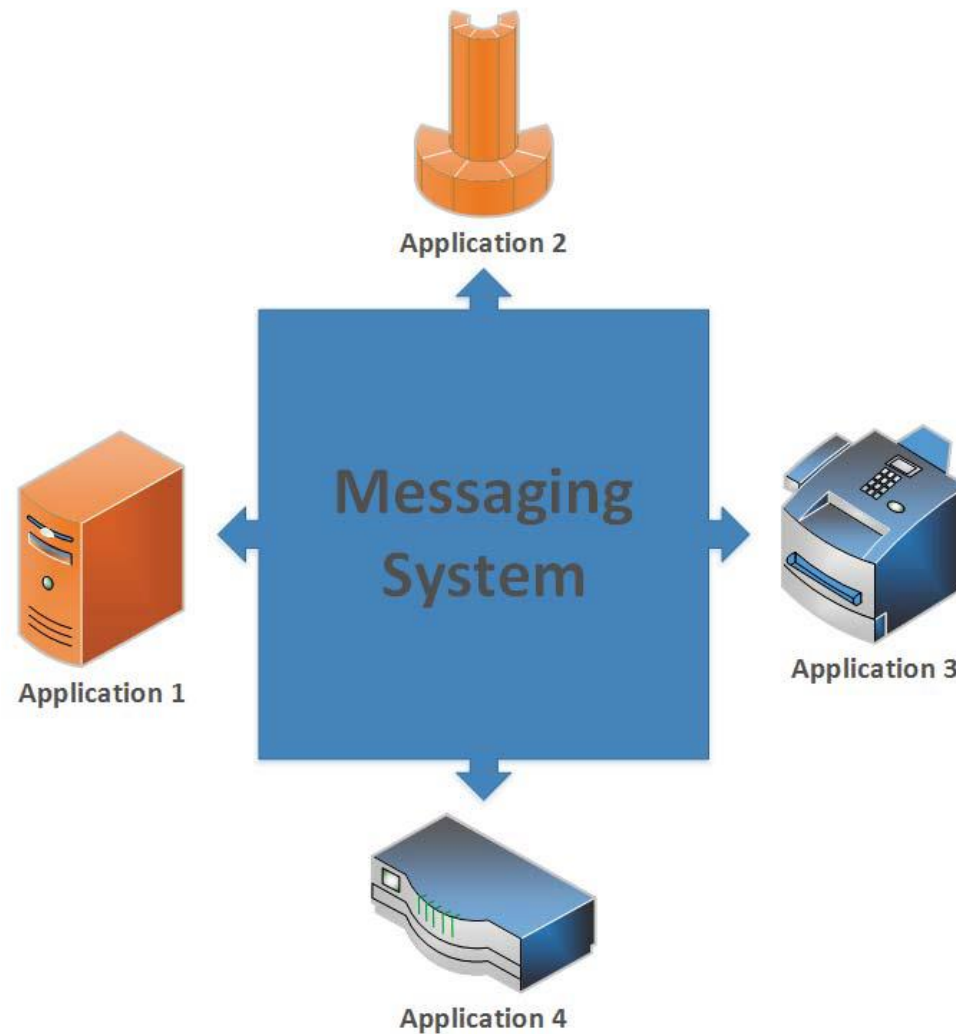 Application 2
Messaging
System
Application 1
Application 3
Application 4